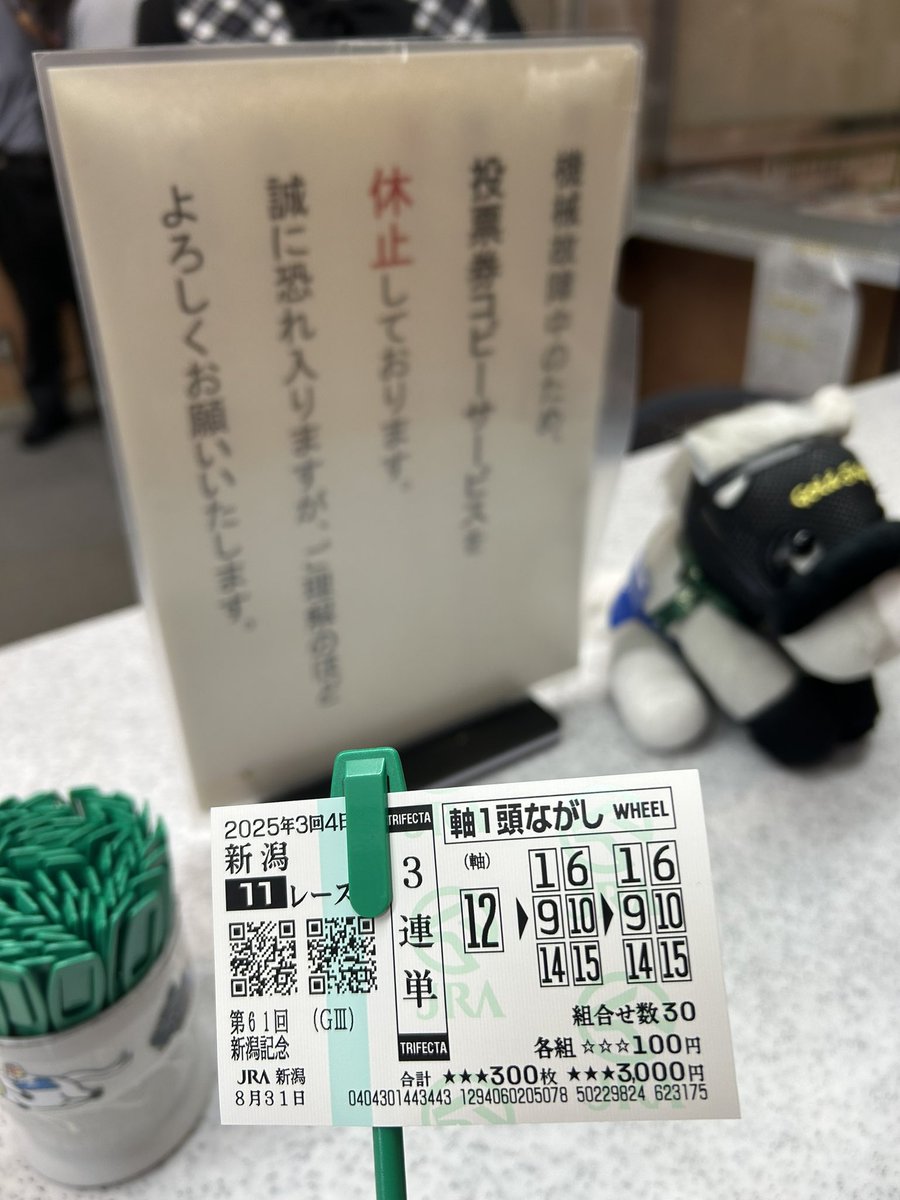 機械故障中のため、
投票券コピーサービスを
休止しております。
誠に恐れ入りますが、ご理解のほど
よろしくお願いいたします。
2025年3回4日
新潟
11レース
第61回 (GⅢ)
新潟記念
JRA 新潟
8月31日
TRIFECTA
3連単
TRIFECTA
軸1頭ながし WHEEL
(軸)
12
1 6 1 6
9 10 9 10
14 15 14 15
組合せ数30
各組 ☆☆☆100円
合計 ★★★300枚 ★★★3,000円
0404301443443 1294060205078 50229824 623175
JRA